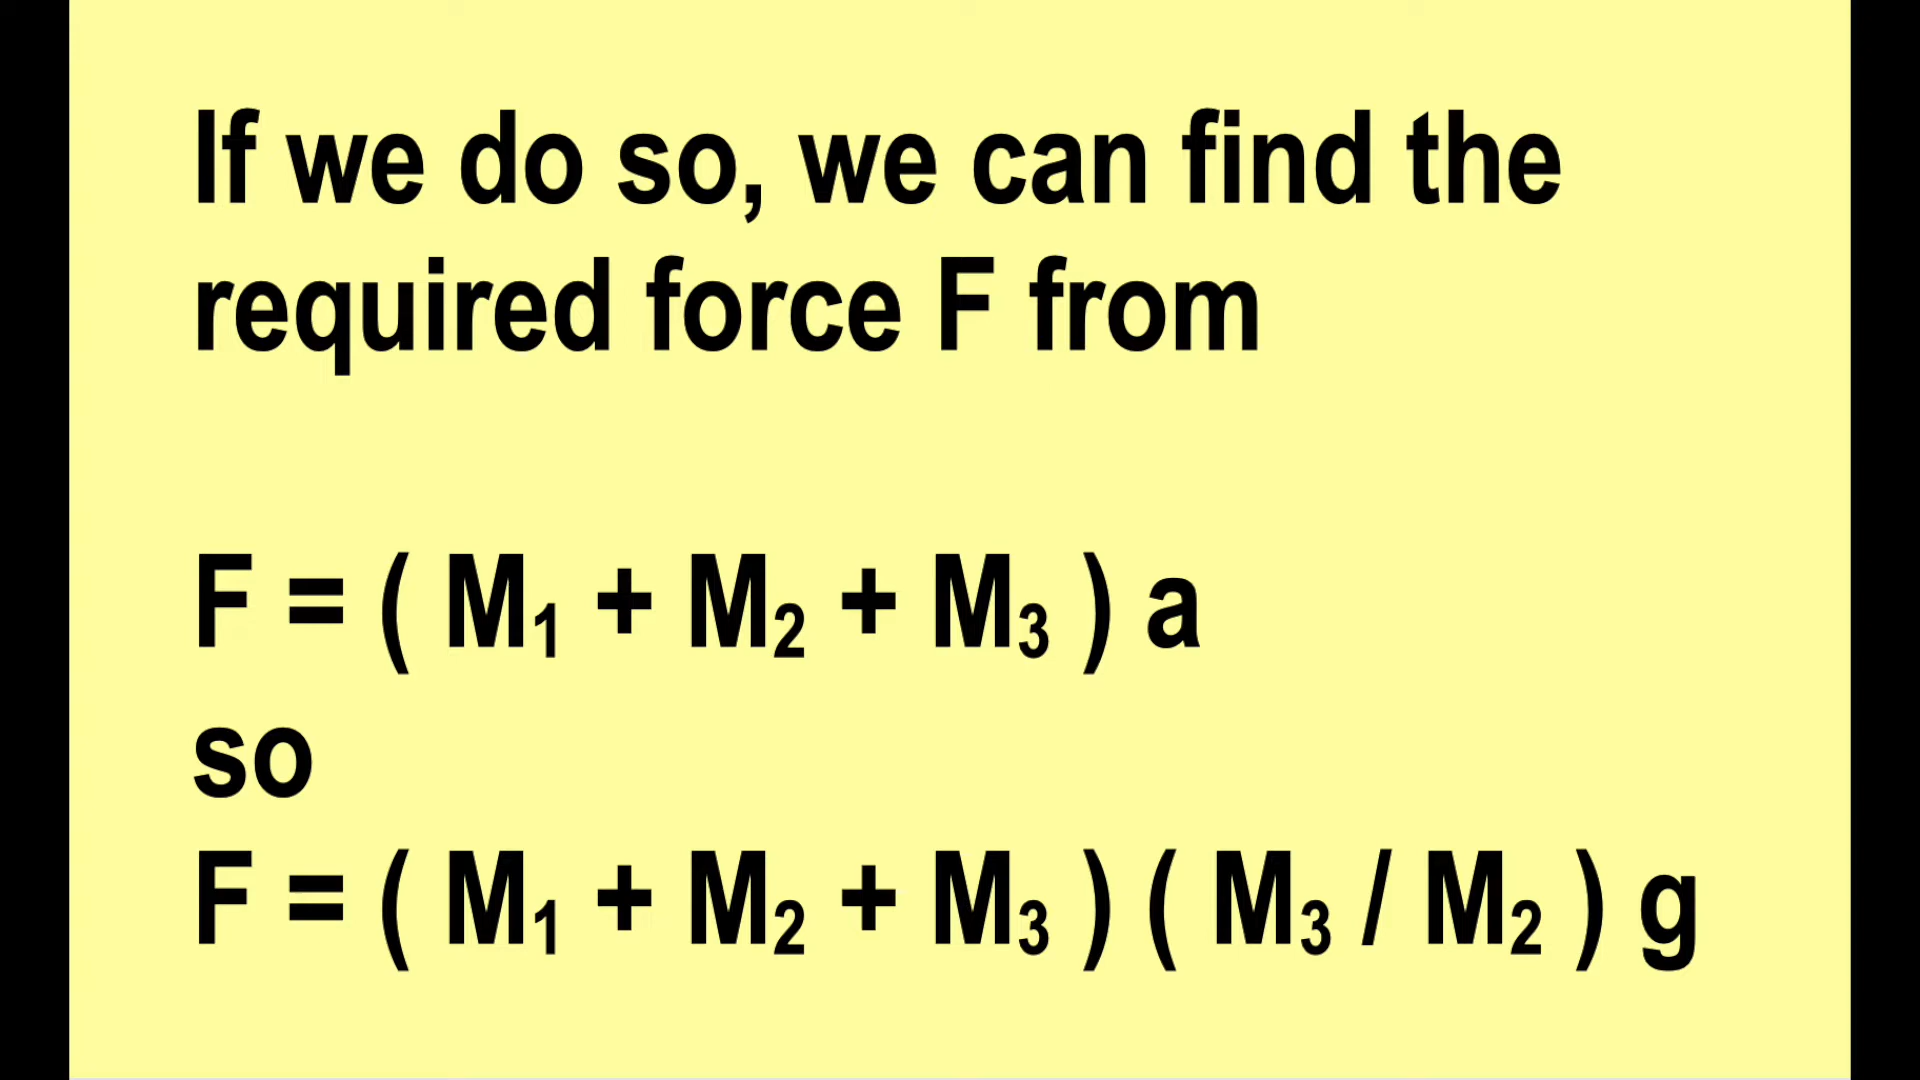 If we do so, we can find the
required force F from
F = ( M₁ + M₂ + M₃ ) a
so
F = ( M₁ + M₂ + M₃ ) ( M₃ / M₂ ) g